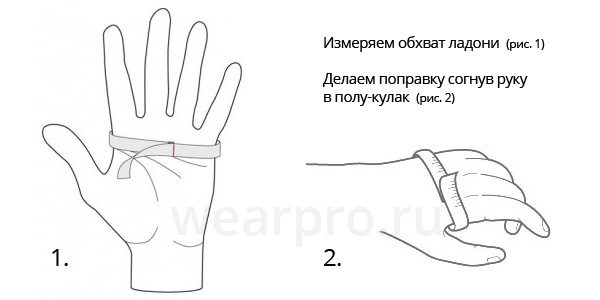 Измеряем обхват ладони (рис. 1)
Делаем поправку согнув руку
в полу-кулак (рис. 2)
wearpro ru
1.
2.